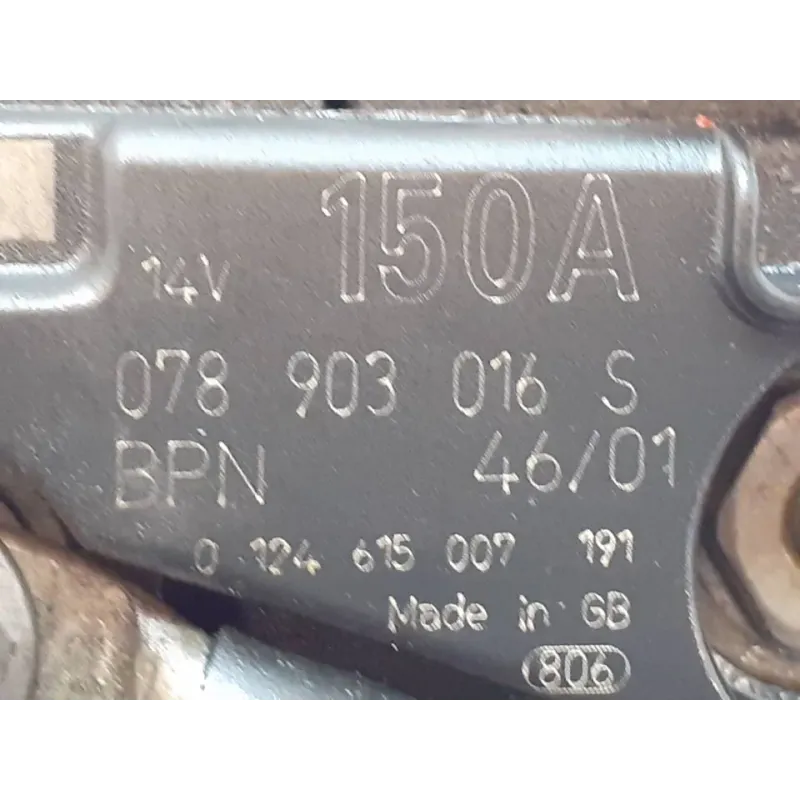 14V 150A
078 903 016 S
BPN 46/01
0 124 615 007 191
Made in GB
806